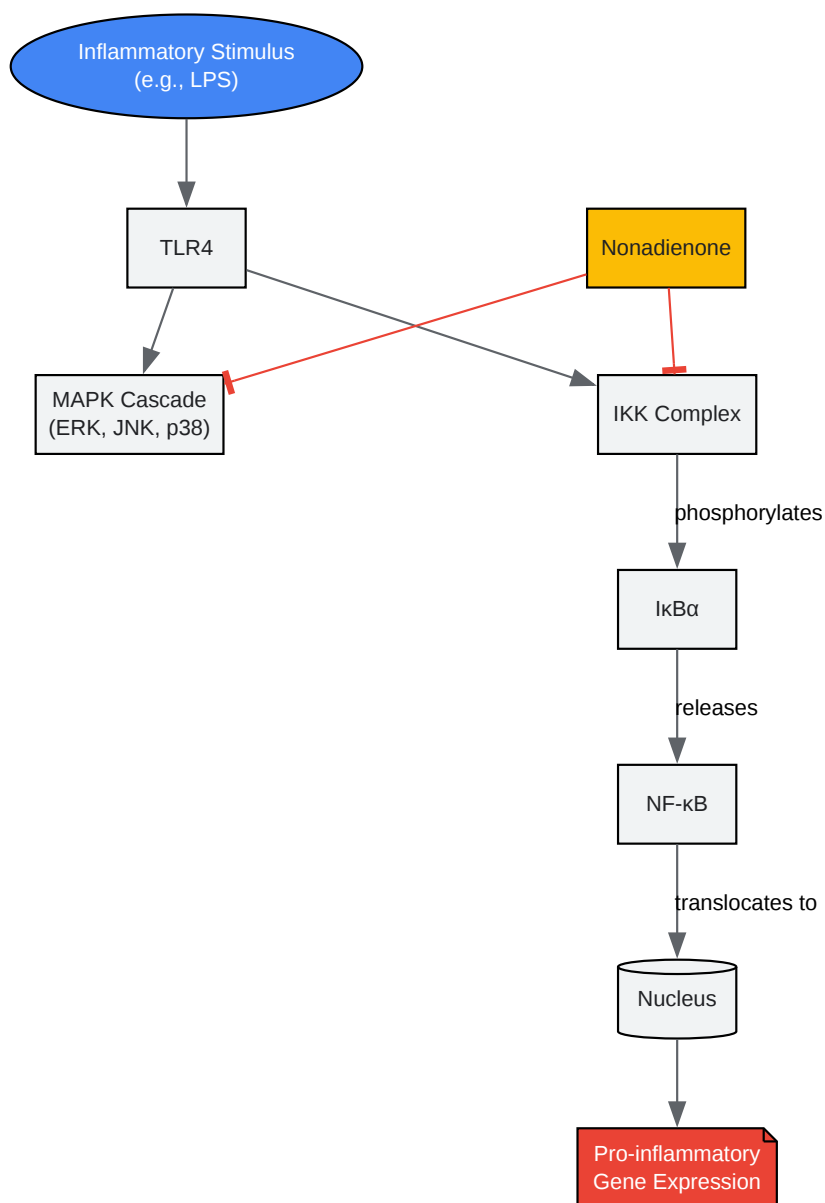 Inflammatory Stimulus
(e.g., LPS)
TLR4
Nonadienone
MAPK Cascade
(ERK, JNK, p38)
IKK Complex
phosphorylates
IκBα
releases
NF-κB
translocates to
Nucleus
Pro-inflammatory
Gene Expression